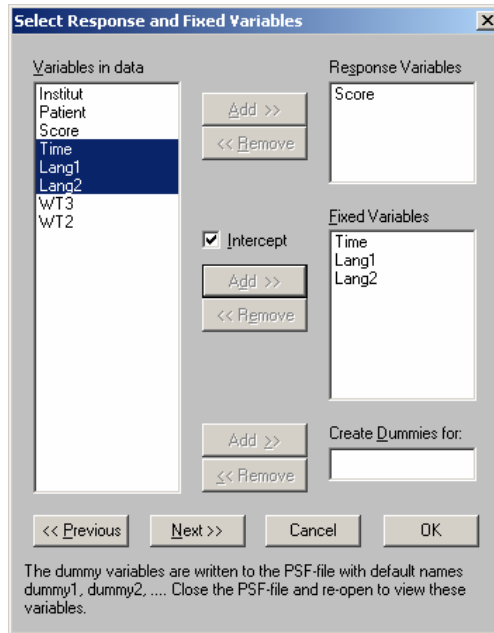 Select Response and Fixed Variables
Variables in data
Institut
Patient
Score
Time
Lang1
Lang2
WT3
WT2
Add >>
<< Remove
Response Variables
Score
Intercept
Add >>
<< Remove
Fixed Variables
Time
Lang1
Lang2
Add >>
<< Remove
Create Dummies for:
<< Previous
Next >>
Cancel
OK
The dummy variables are written to the PSF-file with default names
dummy1, dummy2, .... Close the PSF-file and re-open to view these
variables.